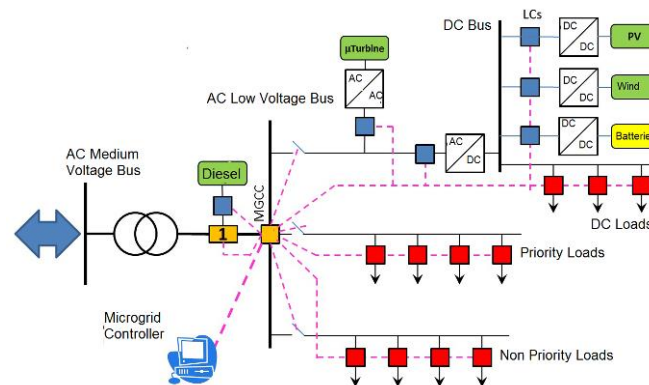 LCs
DC Bus
DC
DC
PV
µTurbine
AC
AC
DC
DC
Wind
AC Low Voltage Bus
AC
DC
DC
DC
Batterie
AC Medium
Voltage Bus
Diesel
MGCC
DC Loads
1
Priority Loads
Microgrid
Controller
Non Priority Loads